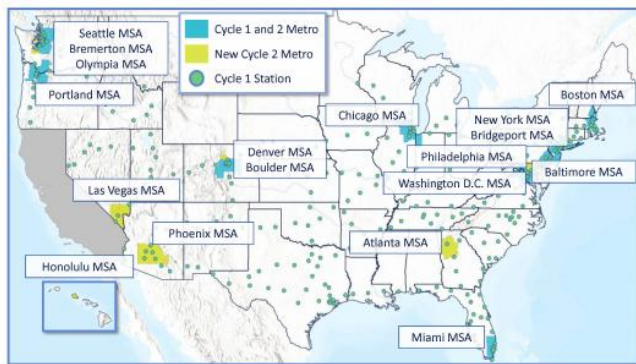 Seattle MSA
Bremerton MSA
Olympia MSA
Cycle 1 and 2 Metro
New Cycle 2 Metro
Cycle 1 Station
Portland MSA
Chicago MSA
New York MSA
Bridgeport MSA
Boston MSA
Denver MSA
Boulder MSA
Philadelphia MSA
Baltimore MSA
Las Vegas MSA
Washington D.C. MSA
Phoenix MSA
Atlanta MSA
Honolulu MSA
Miami MSA